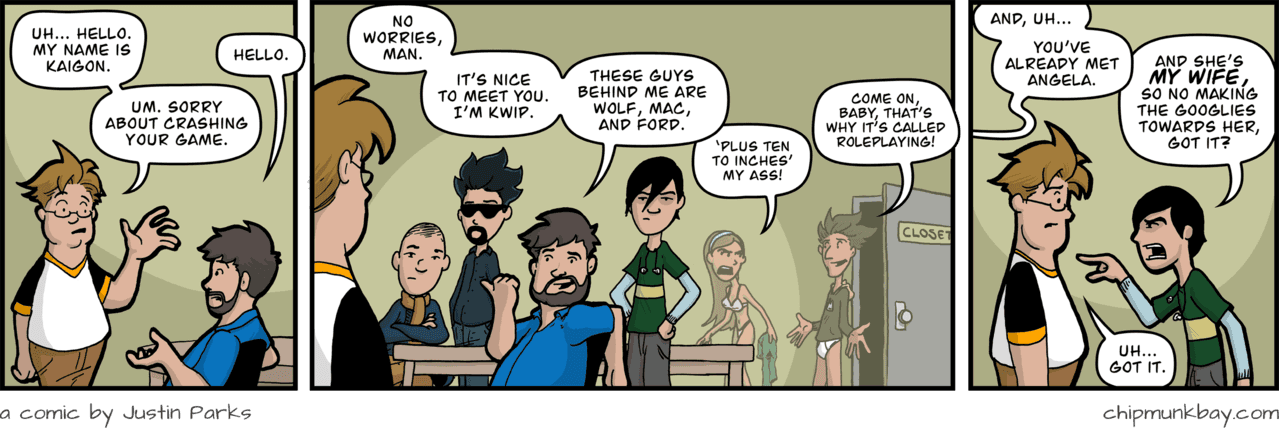 UH... HELLO.
MY NAME IS
KAIGON.
HELLO.
UM. SORRY
ABOUT CRASHING
YOUR GAME.
NO
WORRIES,
MAN.
IT'S NICE
TO MEET YOU.
I'M KWIP.
THESE GUYS
BEHIND ME ARE
WOLF, MAC,
AND FORD.
'PLUS TEN
TO INCHES'
MY ASS!
COME ON,
BABY, THAT'S
WHY IT'S CALLED
ROLEPLAYING!
CLOSET
AND, UH...
YOU'VE
ALREADY MET
ANGELA.
AND SHE'S
MY WIFE,
SO NO MAKING
THE GOOGLIES
TOWARDS HER,
GOT IT?
UH...
GOT IT.
a comic by Justin Parks
chipmunkbay.com